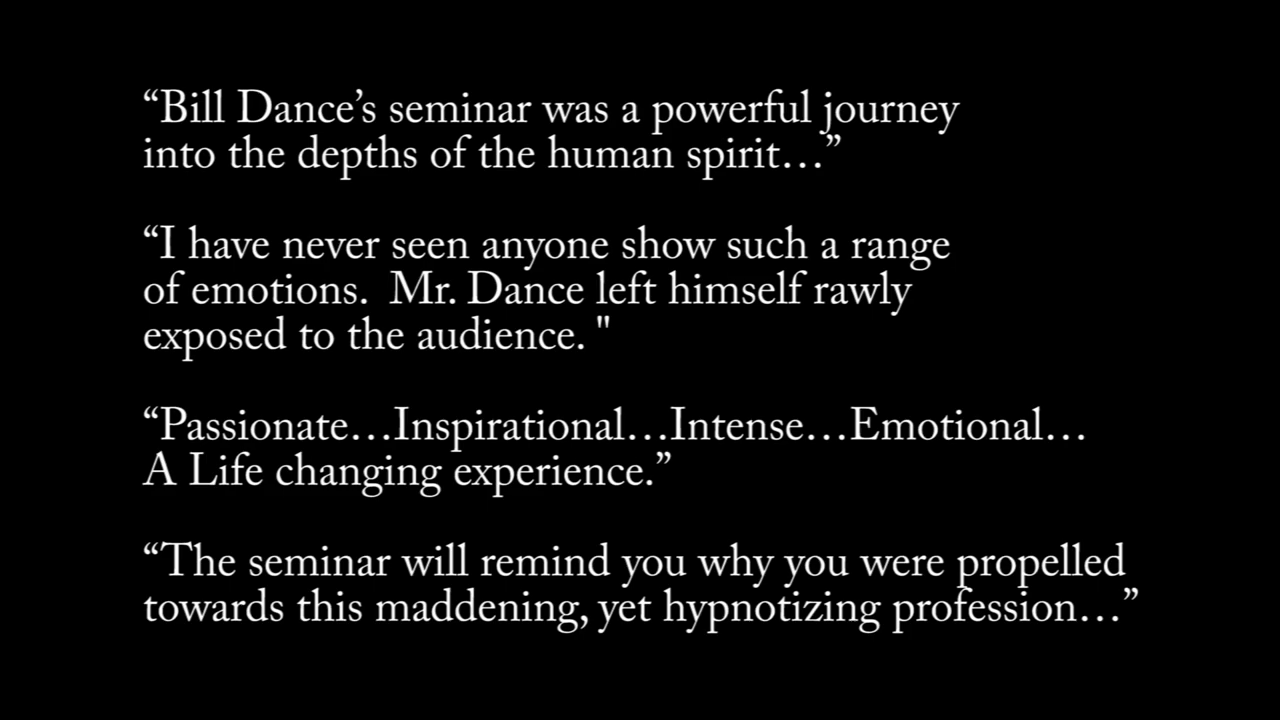 “Bill Dance’s seminar was a powerful journey
into the depths of the human spirit…”
“I have never seen anyone show such a range
of emotions.  Mr. Dance left himself rawly
exposed to the audience. "
“Passionate…Inspirational…Intense…Emotional…
A Life changing experience.”
“The seminar will remind you why you were propelled
towards this maddening, yet hypnotizing profession…”